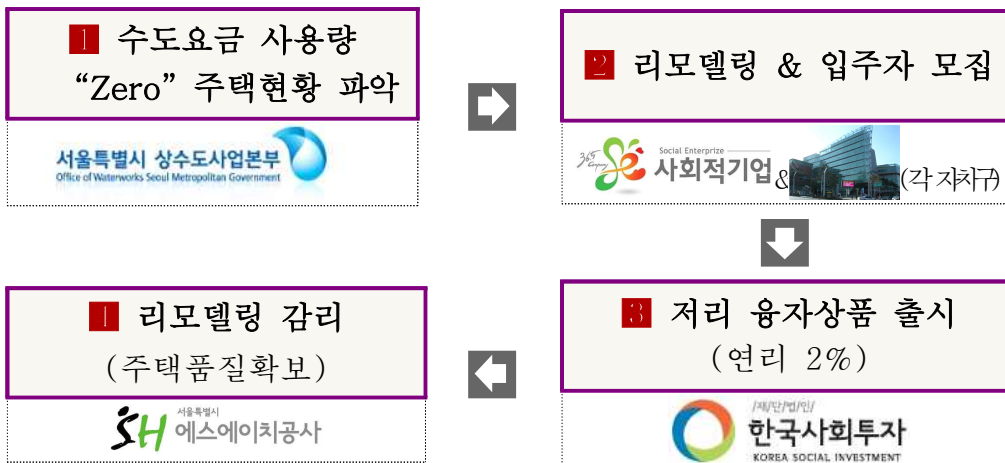 1 수도요금 사용량
“Zero” 주택현황 파악
서울특별시 상수도사업본부
Office of Waterworks Seoul Metropolitan Government
2 리모델링 & 입주자 모집
365
Company
Social Enterprize
사회적기업
&
(각 자치구)
3 저리 융자상품 출시
(연리 2%)
/재/단/법/인/
한국사회투자
KOREA SOCIAL INVESTMENT
1 리모델링 감리
(주택품질확보)
SH
서울특별시
에스에이치공사